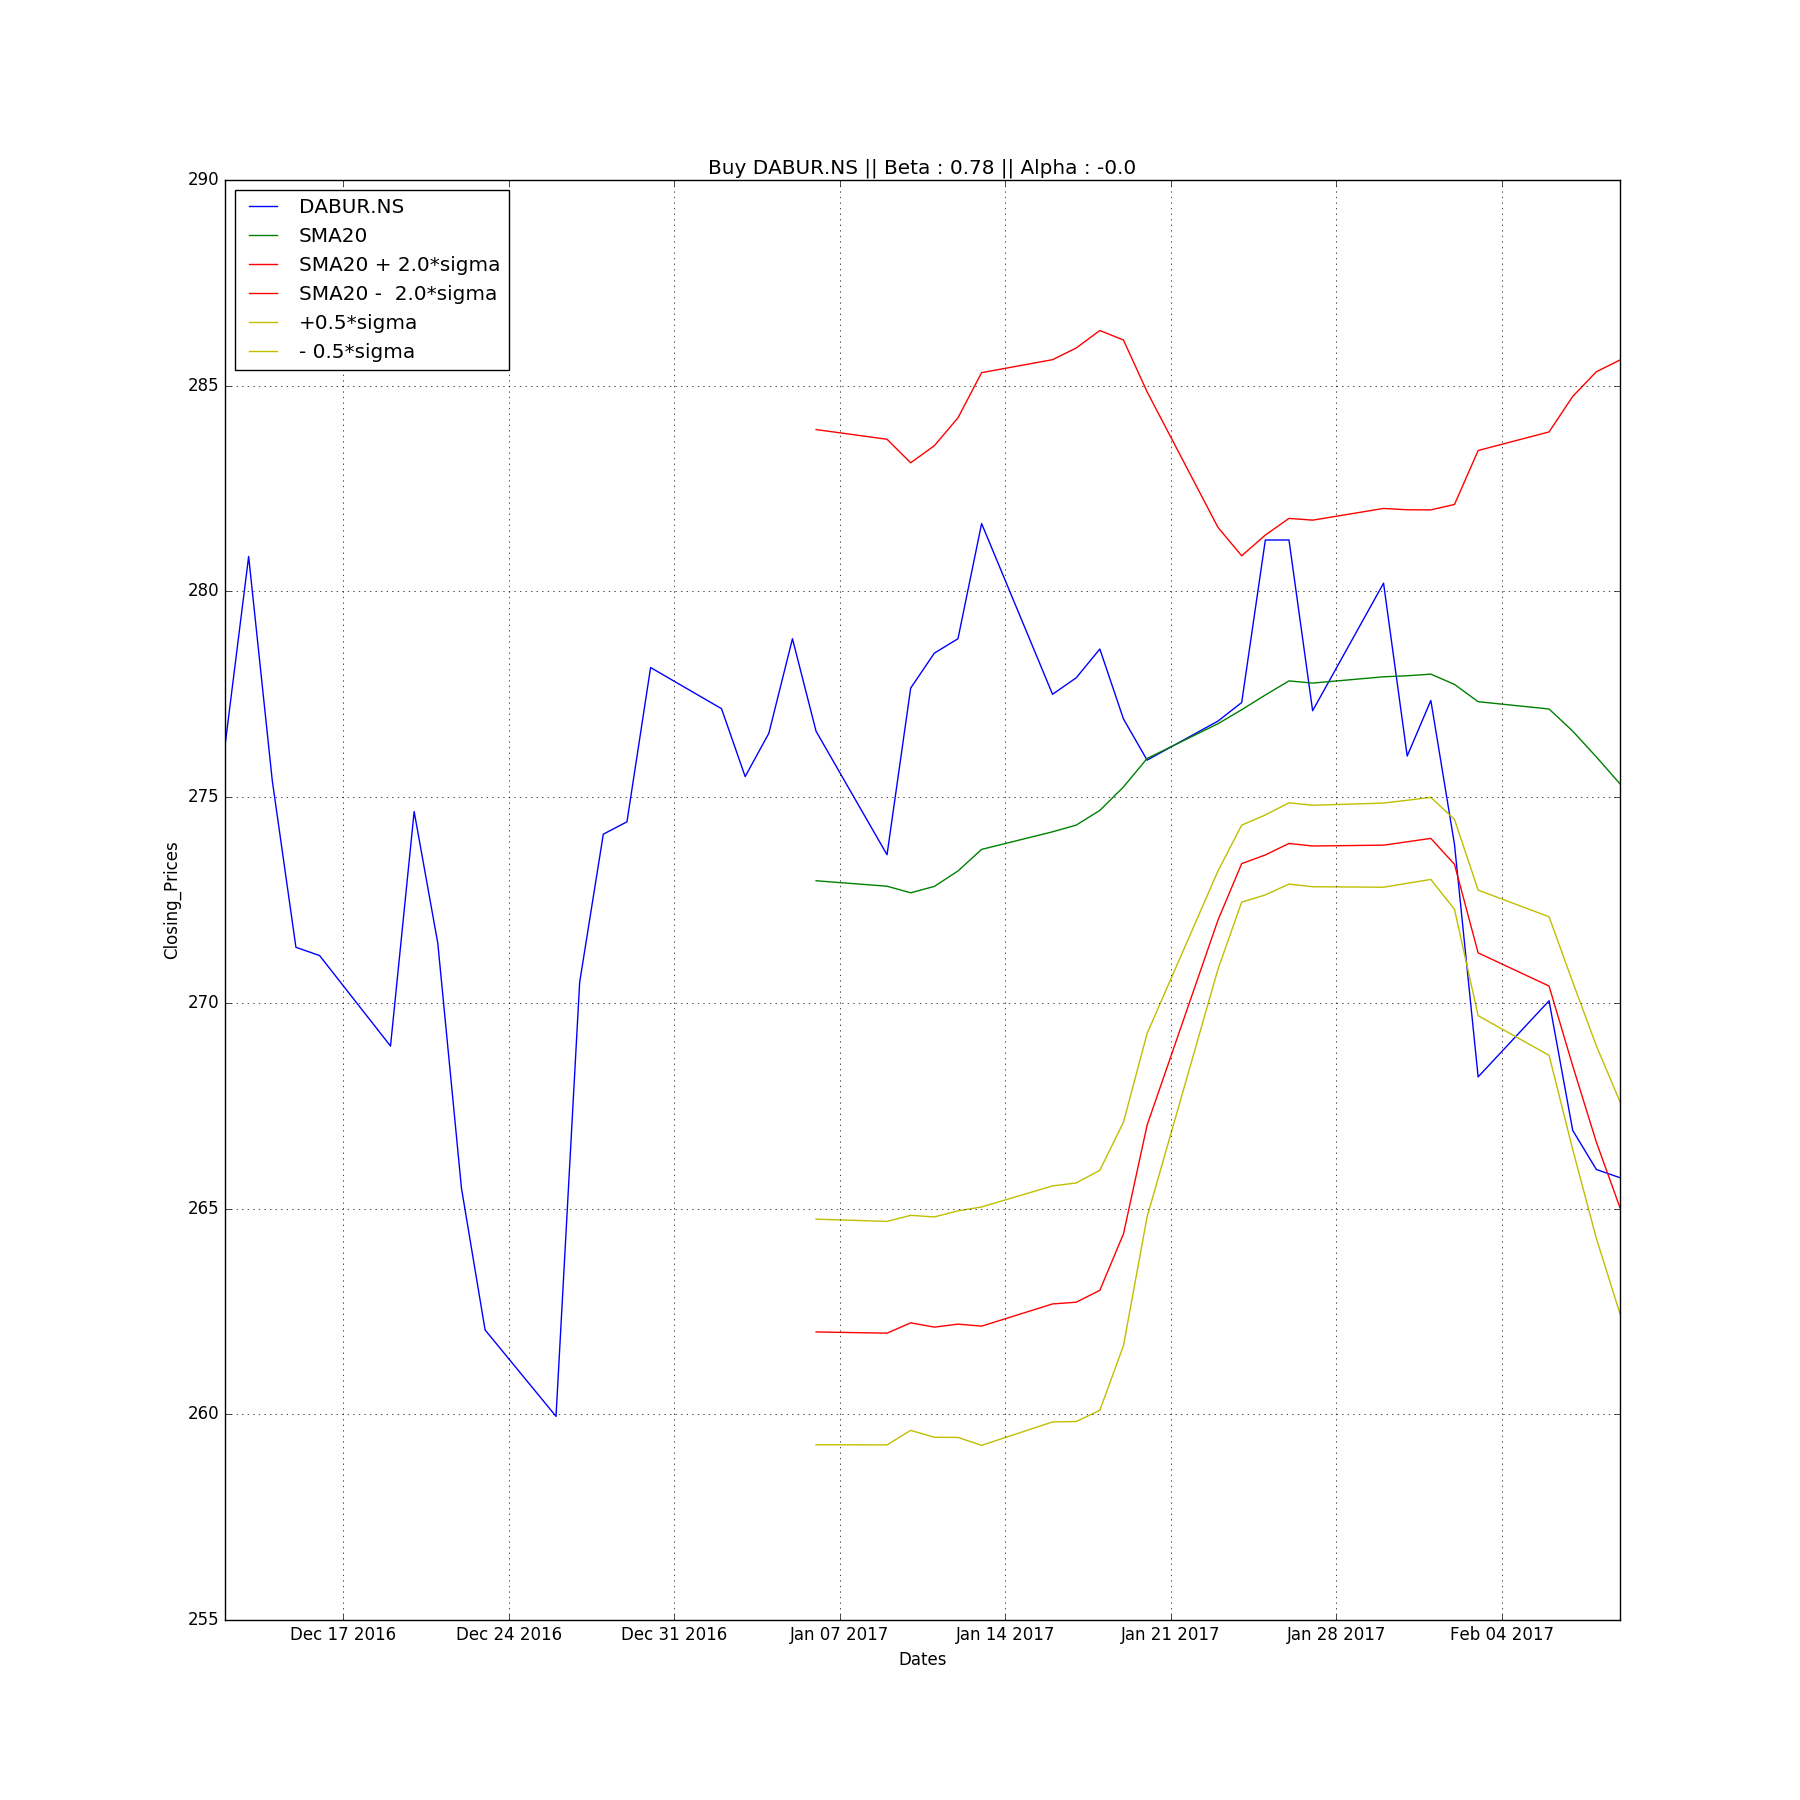 Buy DABUR.NS || Beta : 0.78 || Alpha : -0.0
290
285
280
275
270
265
260
255
DABUR.NS
SMA20
SMA20 + 2.0*sigma
SMA20 -  2.0*sigma
+0.5*sigma
- 0.5*sigma
Closing_Prices
Dec 17 2016 Dec 24 2016 Dec 31 2016 Jan 07 2017 Jan 14 2017 Jan 21 2017 Jan 28 2017 Feb 04 2017
Dates